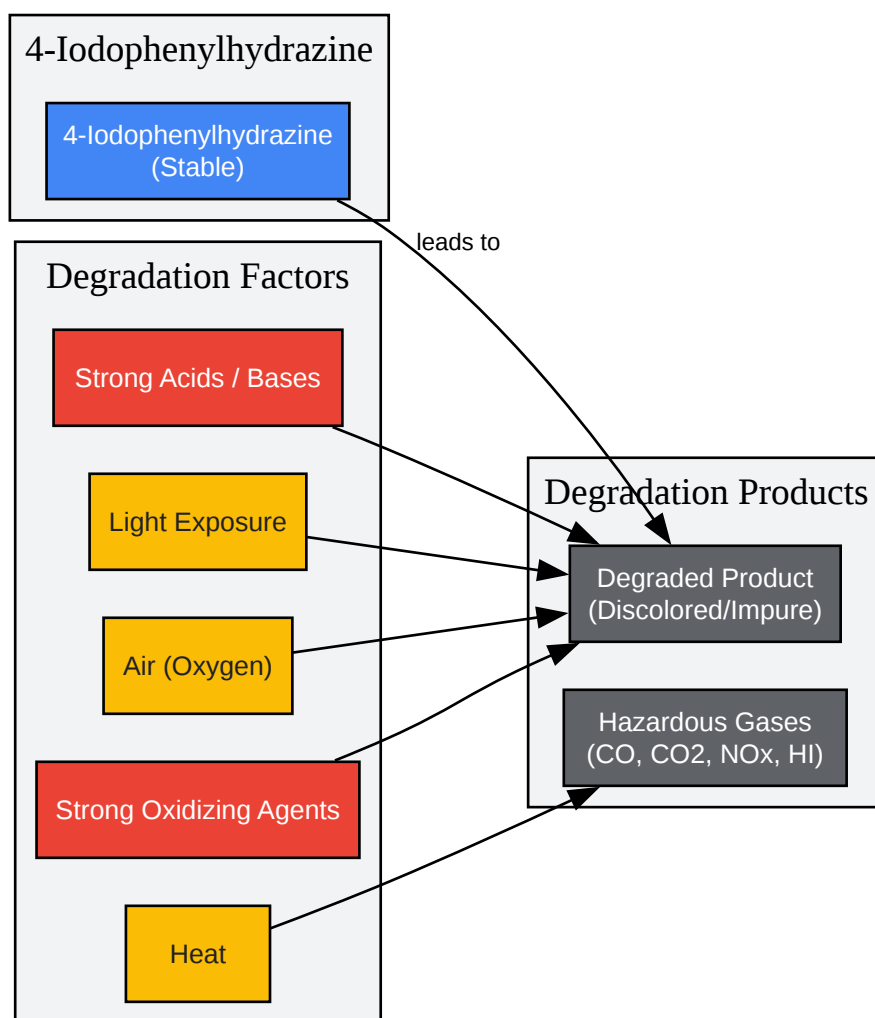 4-Iodophenylhydrazine
4-Iodophenylhydrazine
(Stable)
leads to
Degradation Factors
Strong Acids / Bases
Light Exposure
Air (Oxygen)
Strong Oxidizing Agents
Heat
Degradation Products
Degraded Product
(Discolored/Impure)
Hazardous Gases
(CO, CO2, NOx, HI)